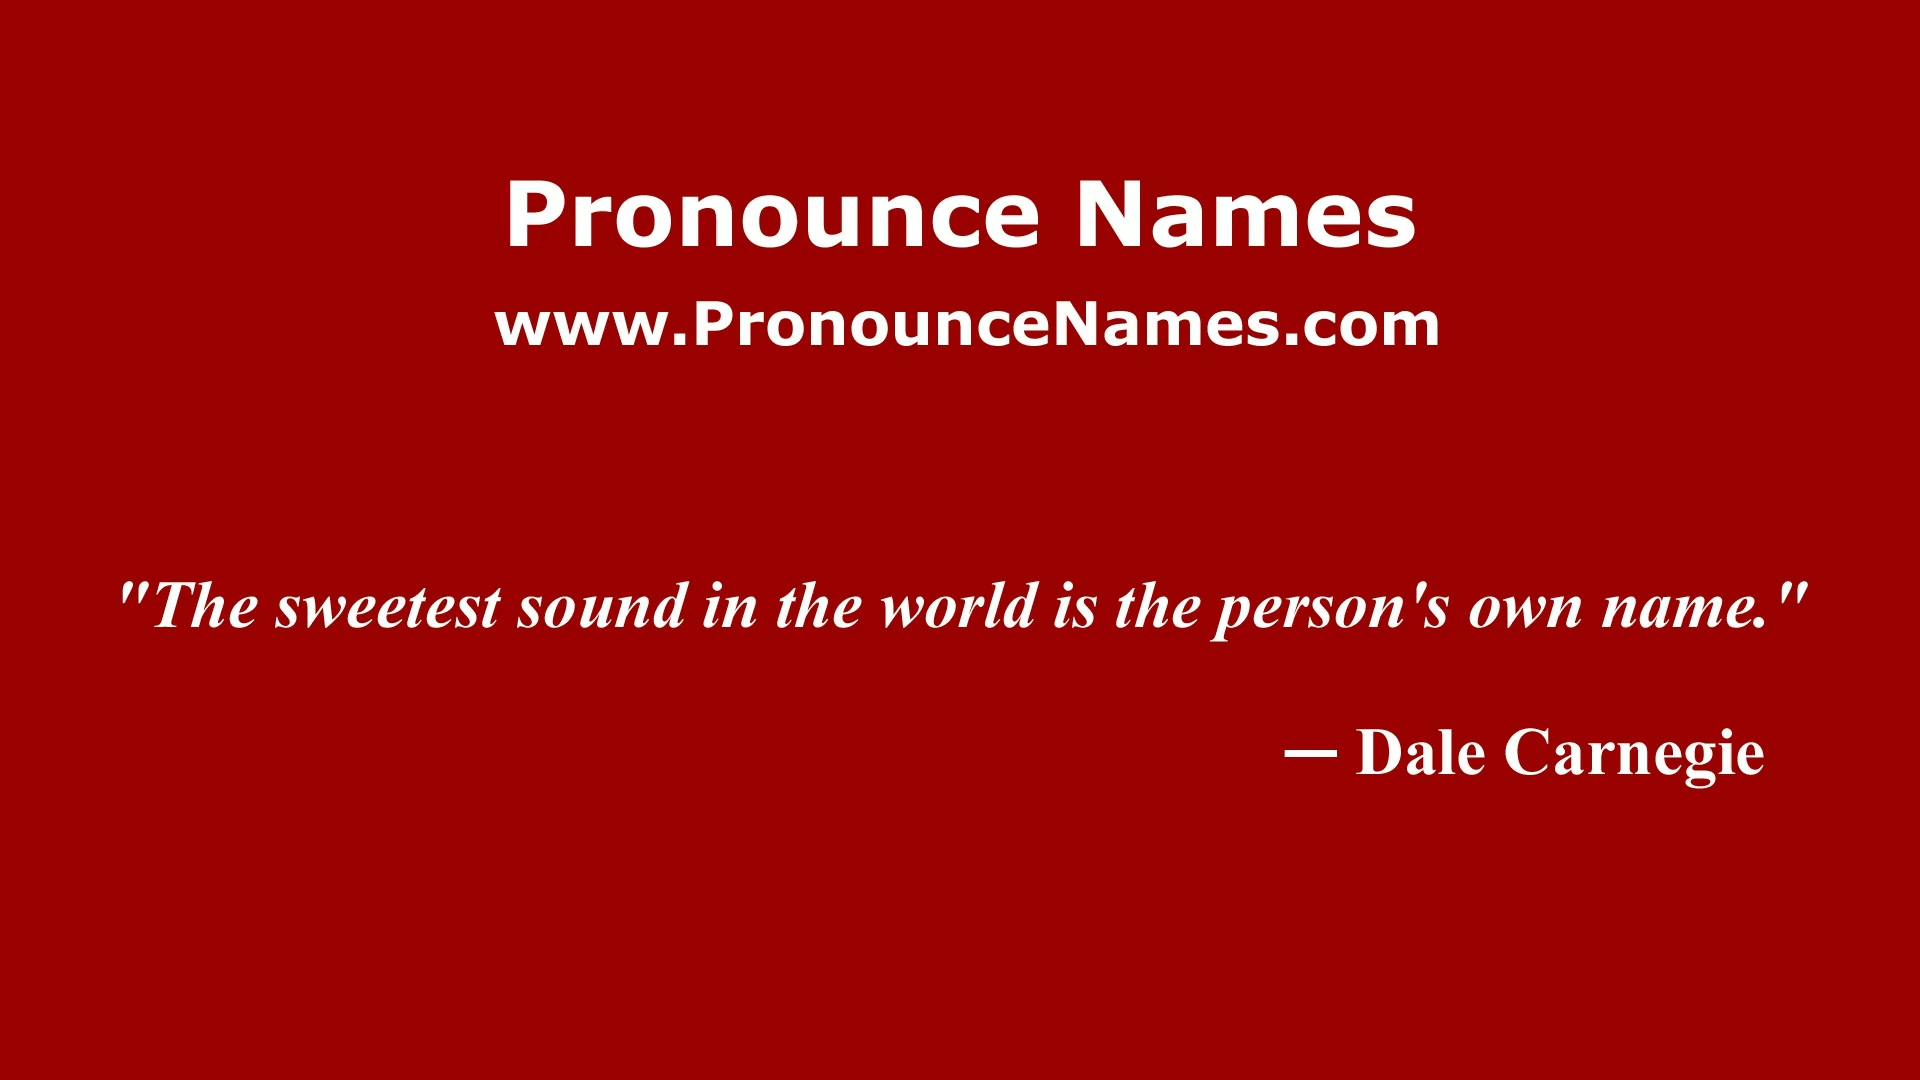 Pronounce Names
www.PronounceNames.com
"The sweetest sound in the world is the person's own name."
— Dale Carnegie